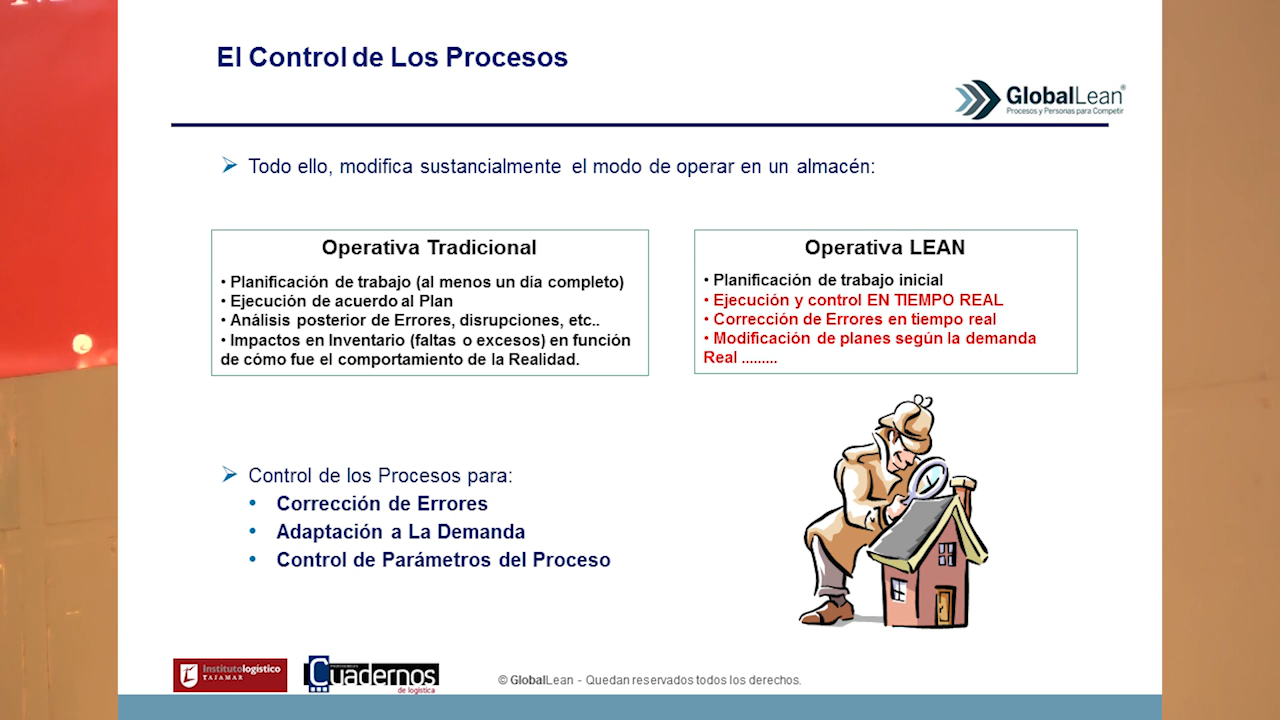 El Control de Los Procesos
GlobalLean®
Procesos y Personas para Competir
Todo ello, modifica sustancialmente el modo de operar en un almacén:
Operativa Tradicional
• Planificación de trabajo (al menos un día completo)
• Ejecución de acuerdo al Plan
• Análisis posterior de Errores, disrupciones, etc..
• Impactos en Inventario (faltas o excesos) en función
de cómo fue el comportamiento de la Realidad.
Operativa LEAN
• Planificación de trabajo inicial
• Ejecución y control EN TIEMPO REAL
• Corrección de Errores en tiempo real
• Modificación de planes según la demanda
Real .........
Control de los Procesos para:
• Corrección de Errores
• Adaptación a La Demanda
• Control de Parámetros del Proceso
institutologístico
TAJAMAR
Cuadernos
de logística
© GlobalLean - Quedan reservados todos los derechos.